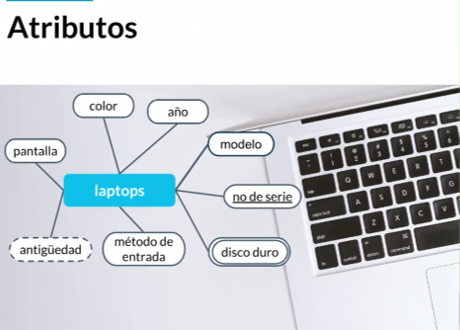 Atributos
color
año
pantalla
modelo
laptops
no de serie
antigüedad
método de
entrada
disco duro